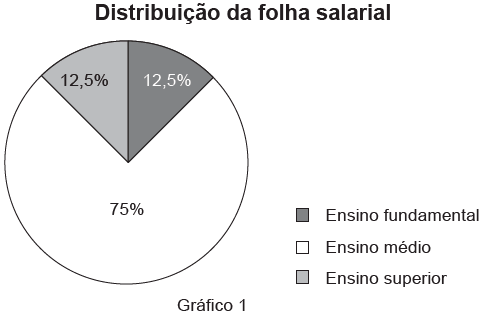 Distribuição da folha salarial
12,5% 12,5%
75%
Ensino fundamental
Ensino médio
Ensino superior
Gráfico 1